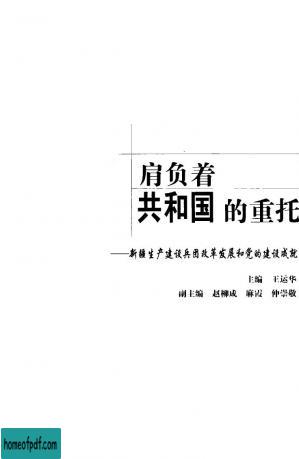 肩负着
共和国的重托
——新疆生产建设兵团改革发展和党的建设成就
主编 王运华
副主编 赵柳成 麻霞 仲崇敬
homeofpdf.com